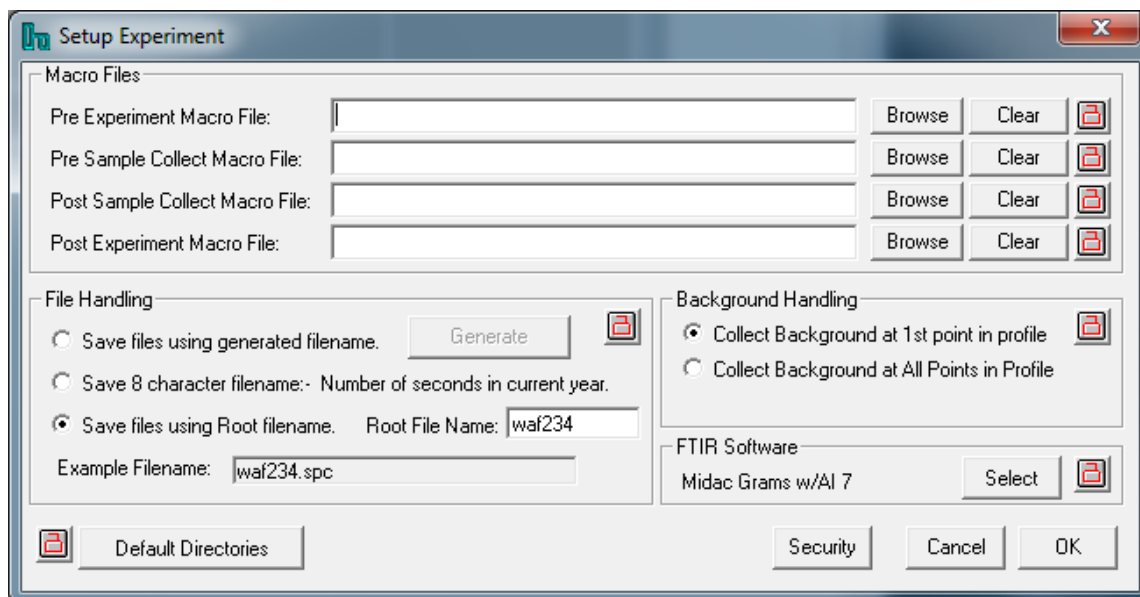 Setup Experiment
Macro Files
Pre Experiment Macro File: Browse Clear
Pre Sample Collect Macro File: Browse Clear
Post Sample Collect Macro File: Browse Clear
Post Experiment Macro File: Browse Clear
File Handling
Save files using generated filename. Generate
Save 8 character filename:- Number of seconds in current year.
Save files using Root filename. Root File Name: waf234
Example Filename: waf234.spc
Background Handling
Collect Background at 1st point in profile
Collect Background at All Points in Profile
FTIR Software
Midac Grams w/AI 7 Select
Default Directories Security Cancel OK